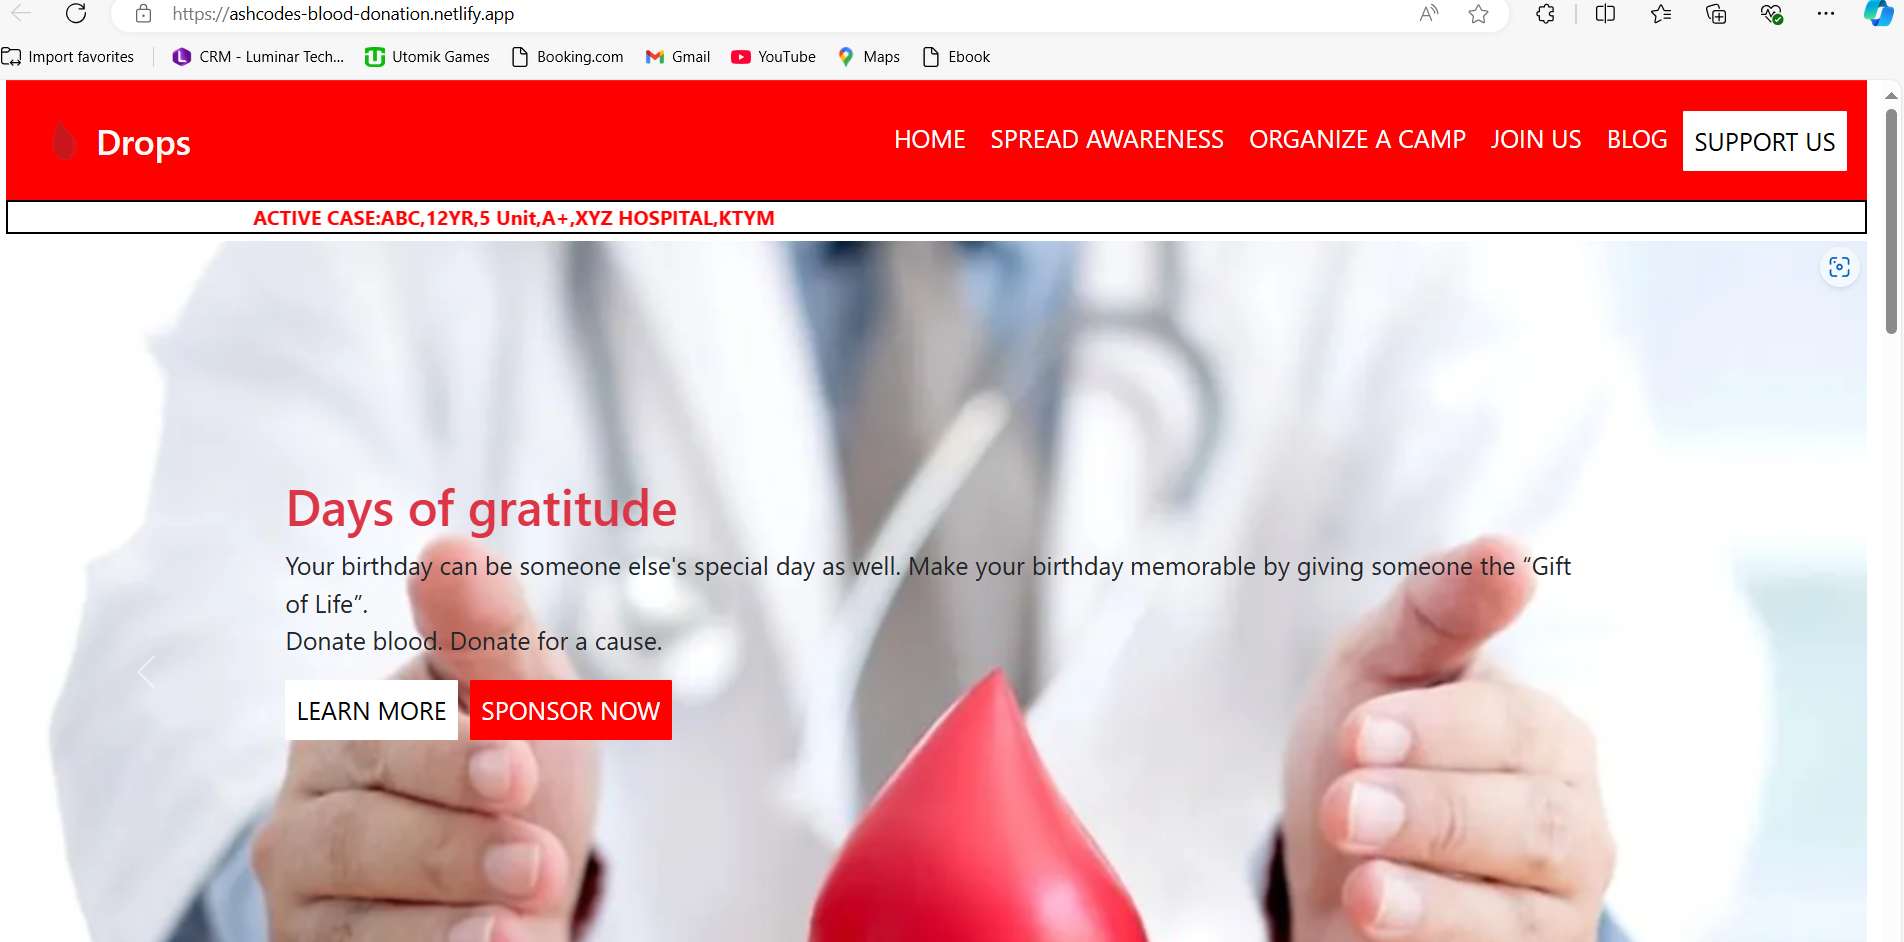 https://ashcodes-blood-donation.netlify.app
Import favorites CRM - Luminar Tech... Utomik Games Booking.com Gmail YouTube Maps Ebook
Drops HOME SPREAD AWARENESS ORGANIZE A CAMP JOIN US BLOG SUPPORT US
ACTIVE CASE:ABC,12YR,5 Unit,A+,XYZ HOSPITAL,KTYM
Days of gratitude
Your birthday can be someone else's special day as well. Make your birthday memorable by giving someone the “Gift
of Life”.
Donate blood. Donate for a cause.
LEARN MORE SPONSOR NOW